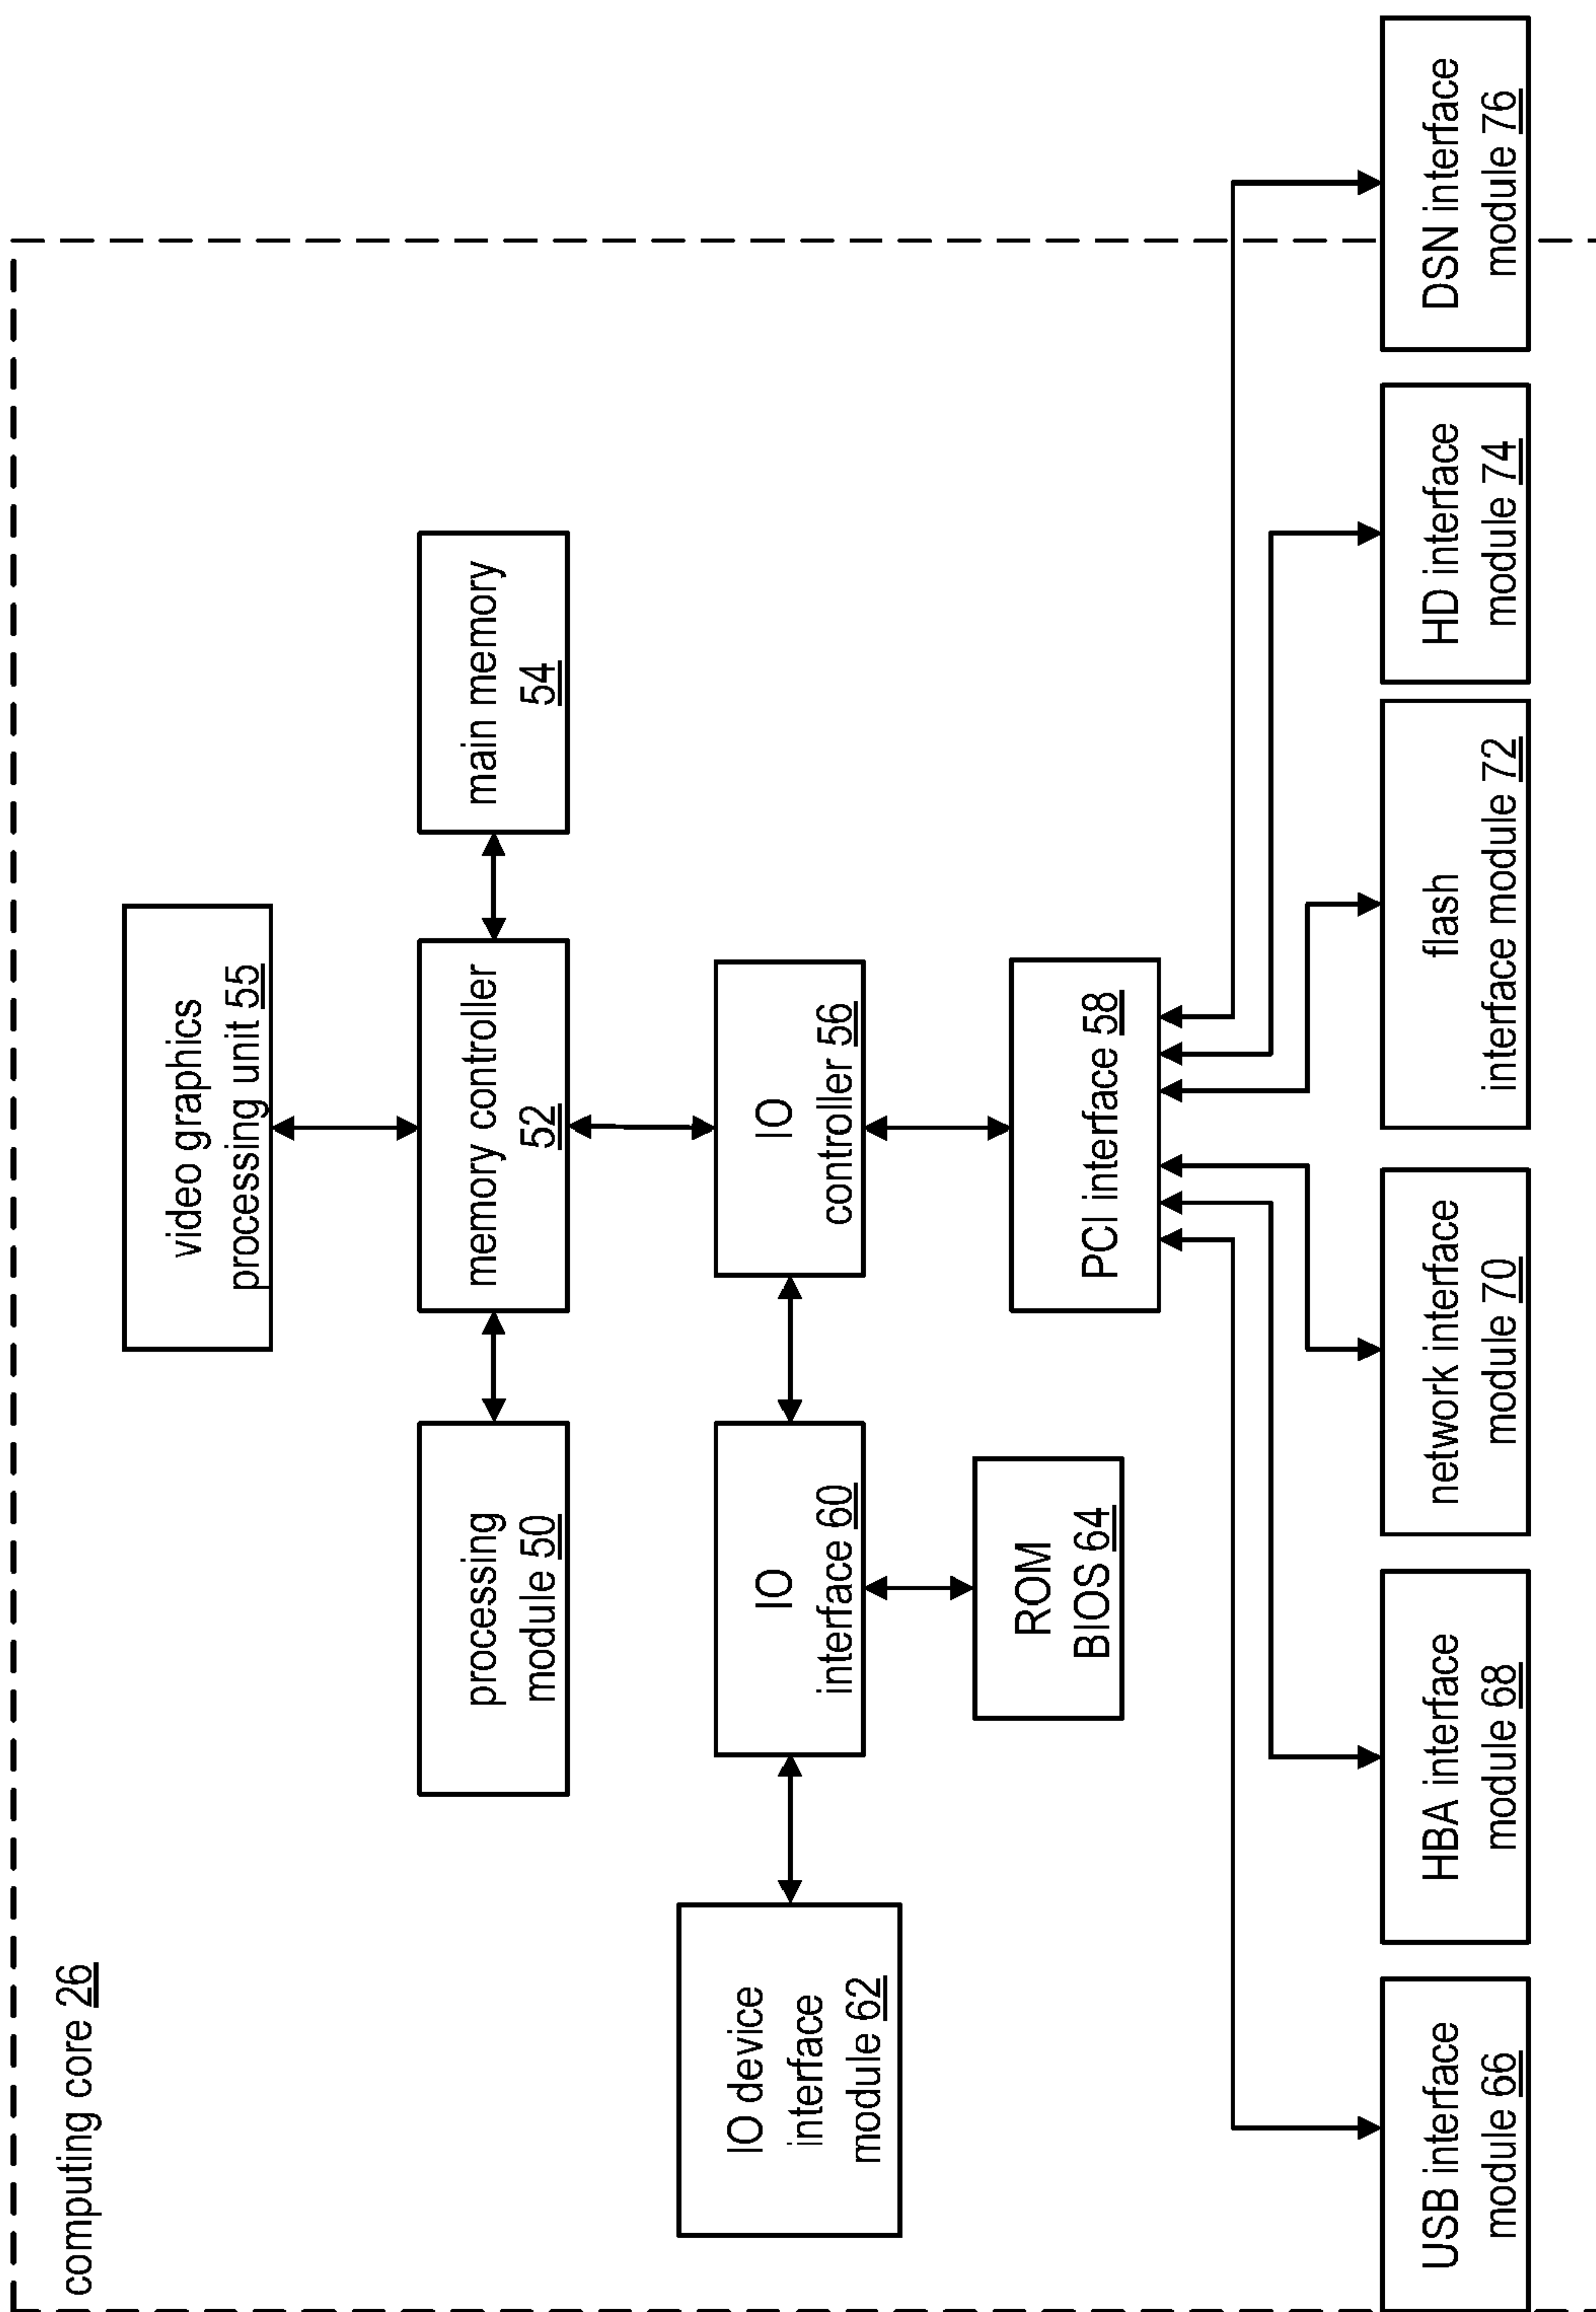 computing core 26
video graphics
processing unit 55
processing
module 50
memory controller
52
main memory
54
IO device
interface
module 62
IO
interface 60
IO
controller 56
ROM
BIOS 64
PCI interface 58
USB interface
module 66
HBA interface
module 68
network interface
module 70
flash
interface module 72
HD interface
module 74
DSN interface
module 76